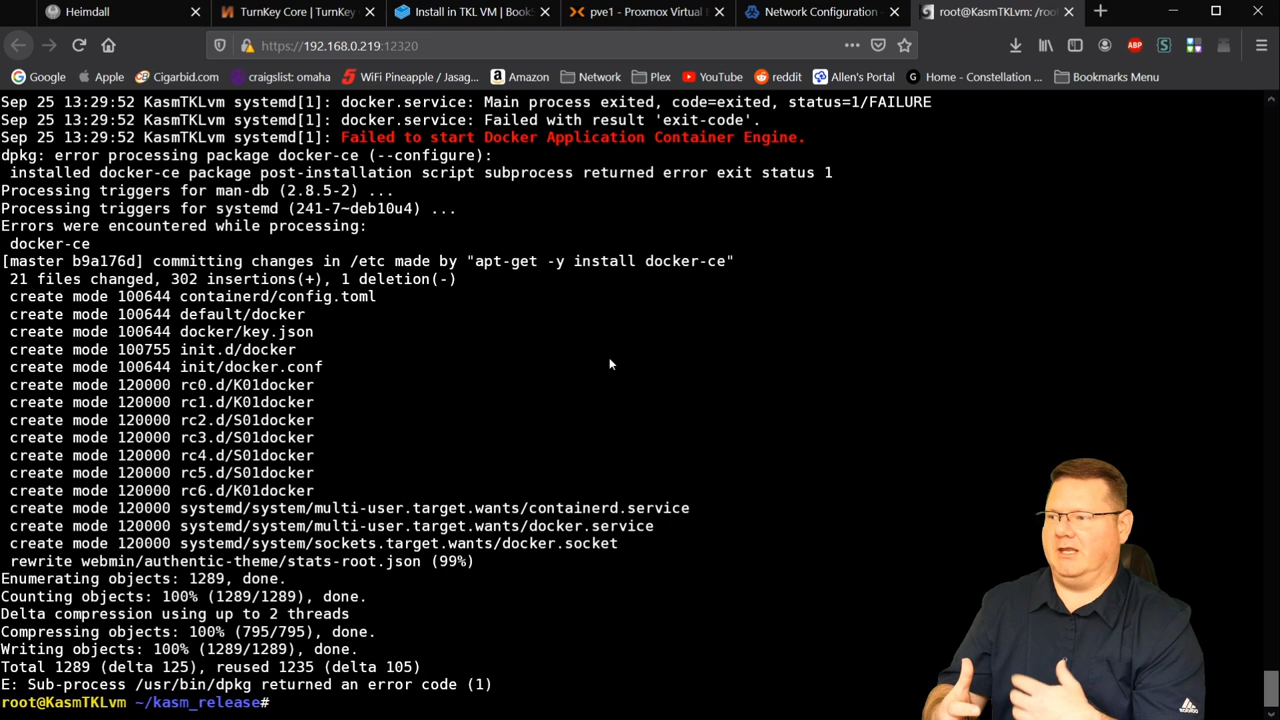 Heimdall
TurnKey Core | TurnKey
Install in TKL VM | Book
pve1 - Proxmox Virtual
Network Configuration
root@KasmTKLvm: /roo
https://192.168.0.219:12320
ABP
Google
Apple
Cigarbid.com
craigslist: omaha
WiFi Pineapple / Jasag...
Amazon
Network
Plex
YouTube
reddit
Allen's Portal
Home - Constellation ...
Bookmarks Menu
Sep 25 13:29:52 KasmTKLvm systemd[1]: docker.service: Main process exited, code=exited, status=1/FAILURE
Sep 25 13:29:52 KasmTKLvm systemd[1]: docker.service: Failed with result 'exit-code'.
Sep 25 13:29:52 KasmTKLvm systemd[1]: Failed to start Docker Application Container Engine.
dpkg: error processing package docker-ce (--configure):
installed docker-ce package post-installation script subprocess returned error exit status 1
Processing triggers for man-db (2.8.5-2) ...
Processing triggers for systemd (241-7~deb10u4) ...
Errors were encountered while processing:
docker-ce
[master b9a176d] committing changes in /etc made by "apt-get -y install docker-ce"
21 files changed, 302 insertions(+), 1 deletion(-)
create mode 100644 containerd/config.toml
create mode 100644 default/docker
create mode 100644 docker/key.json
create mode 100755 init.d/docker
create mode 100644 init/docker.conf
create mode 120000 rc0.d/K01docker
create mode 120000 rc1.d/K01docker
create mode 120000 rc2.d/S01docker
create mode 120000 rc3.d/S01docker
create mode 120000 rc4.d/S01docker
create mode 120000 rc5.d/S01docker
create mode 120000 rc6.d/K01docker
create mode 120000 systemd/system/multi-user.target.wants/containerd.service
create mode 120000 systemd/system/multi-user.target.wants/docker.service
create mode 120000 systemd/system/sockets.target.wants/docker.socket
rewrite webmin/authentic-theme/stats-root.json (99%)
Enumerating objects: 1289, done.
Counting objects: 100% (1289/1289), done.
Delta compression using up to 2 threads
Compressing objects: 100% (795/795), done.
Writing objects: 100% (1289/1289), done.
Total 1289 (delta 125), reused 1235 (delta 105)
E: Sub-process /usr/bin/dpkg returned an error code (1)
root@KasmTKLvm ~/kasm_release#